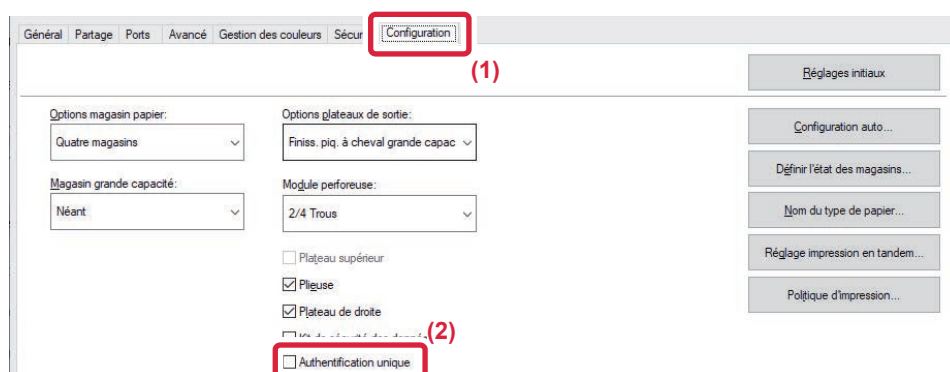 Général Partage Ports Avancé Gestion des couleurs Sécur Configuration
(1)
Réglages initiaux
Options magasin papier: Options plateaux de sortie:
Quatre magasins Finiss. piq. à cheval grande capac
Configuration auto...
Définir l'état des magasins...
Magasin grande capacité: Module perforeuse:
Néant 2/4 Trous
Nom du type de papier...
Plateau supérieur
Réglage impression en tandem...
Plieuse
Politique d'impression...
Plateau de droite
(2)
Authentification unique